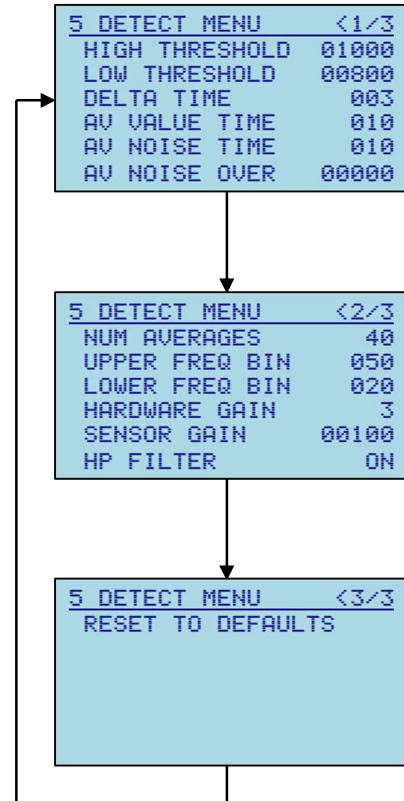 5 DETECT MENU <1/3
HIGH THRESHOLD 01000
LOW THRESHOLD 00800
DELTA TIME 003
AV VALUE TIME 010
AV NOISE TIME 010
AV NOISE OVER 00000
5 DETECT MENU <2/3
NUM AVERAGES 40
UPPER FREQ BIN 050
LOWER FREQ BIN 020
HARDWARE GAIN 3
SENSOR GAIN 00100
HP FILTER ON
5 DETECT MENU <3/3
RESET TO DEFAULTS